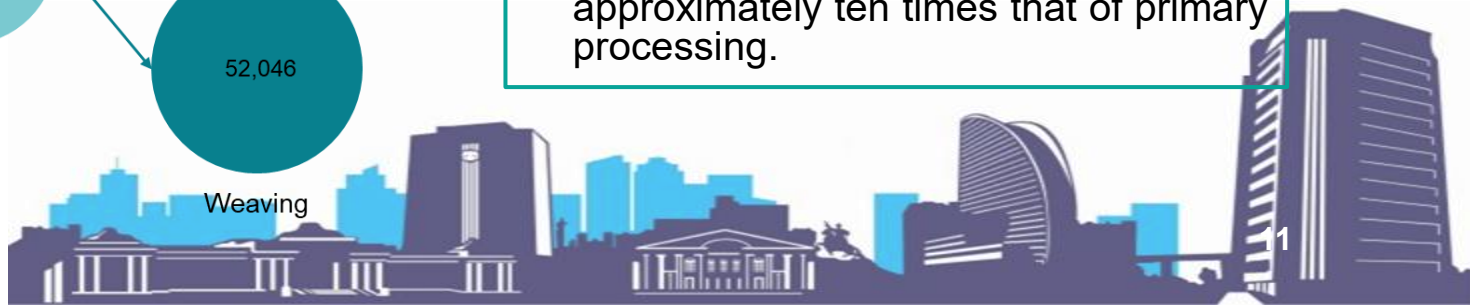 approximately ten times that of primary
processing.
52,046
Weaving
11